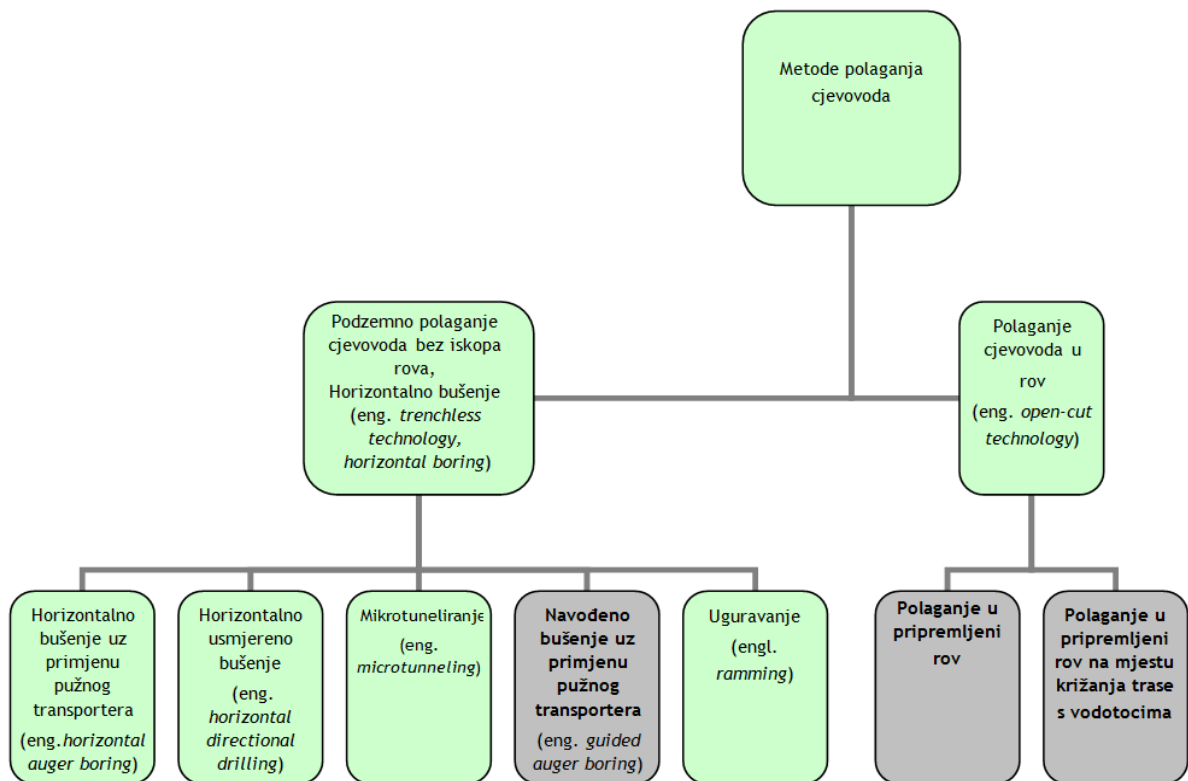 Metode polaganja
cjevovoda
Podzemno polaganje
cjevovoda bez iskopa
rova,
Horizontalno bušenje
(eng. trenchless
technology,
horizontal boring)
Polaganje
cjevovoda u
rov
(eng. open-cut
technology)
Horizontalno
bušenje uz
primjenu
pužnog
transportera
(eng.horizontal
auger boring)
Horizontalno
usmjereno
bušenje
(eng.
horizontal
directional
drilling)
Mikrotuneliranje
(eng.
microtunneling)
Navođeno
bušenje uz
primjenu
pužnog
transportera
(eng. guided
auger boring)
Uguravanje
(engl.
ramming)
Polaganje u
pripremljeni
rov
Polaganje u
pripremljeni
rov na mjestu
križanja trase
s vodotocima